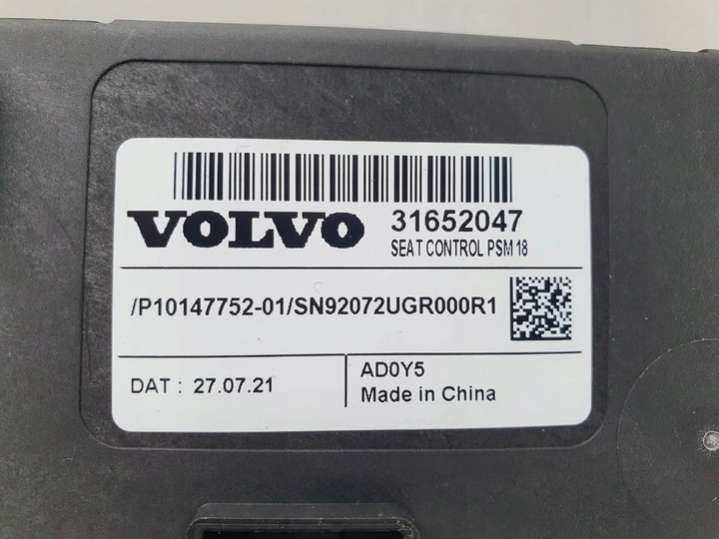 VOLVO 31652047
SEAT CONTROL PSM 18
/P10147752-01/SN92072UGR000R1
DAT : 27.07.21
AD0Y5
Made in China